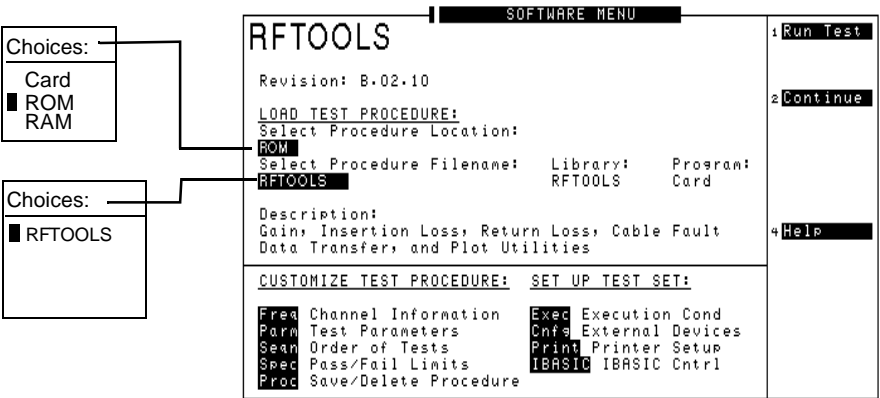 SOFTWARE MENU
Choices:
Card
ROM
RAM
Choices:
RFTOOLS
RFTOOLS
Revision: B.02.10
LOAD TEST PROCEDURE:
Select Procedure Location:
ROM
Select Procedure Filename: Library: Program:
RFTOOLS RFTOOLS Card
Description:
Gain, Insertion Loss, Return Loss, Cable Fault
Data Transfer, and Plot Utilities
CUSTOMIZE TEST PROCEDURE: SET UP TEST SET:
Freq Channel Information Exec Execution Cond
Parm Test Parameters Cnfg External Devices
Seqn Order of Tests Print Printer Setup
Spec Pass/Fail Limits IBASIC IBASIC Cntrl
Proc Save/Delete Procedure
1 Run Test
2 Continue
4 Help